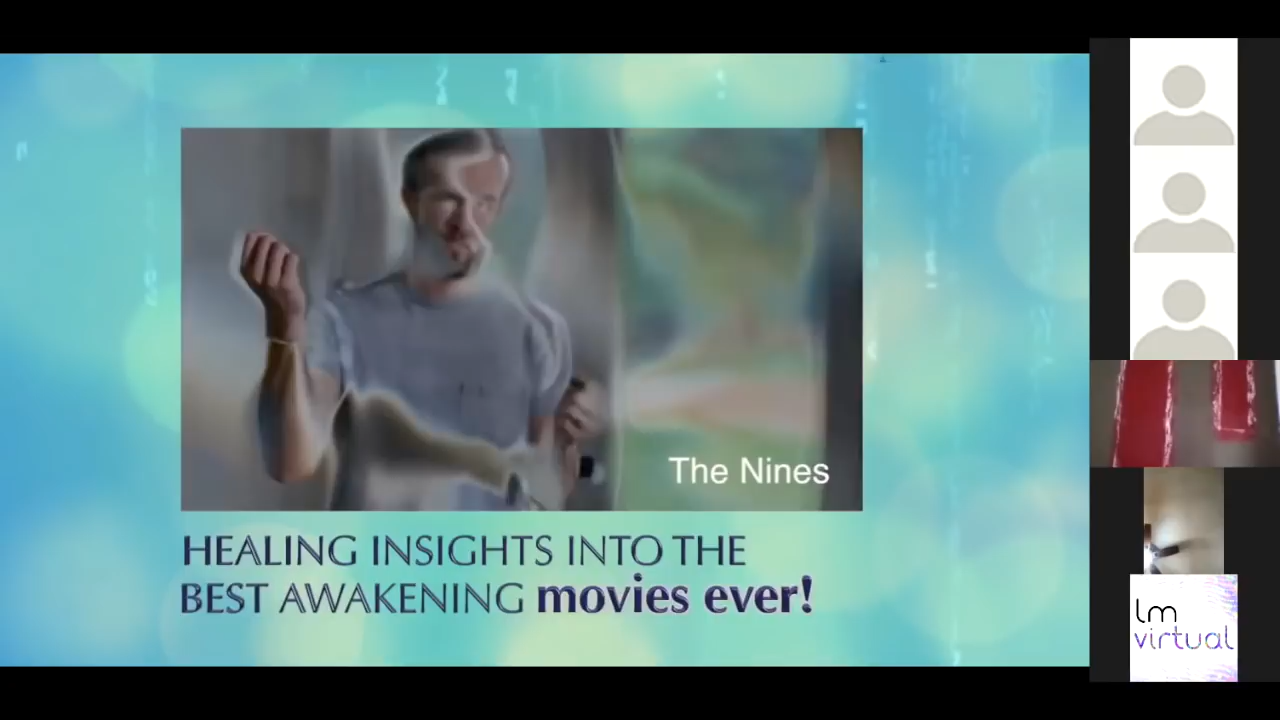 The Nines
HEALING INSIGHTS INTO THE
BEST AWAKENING movies ever!
lm
virtual